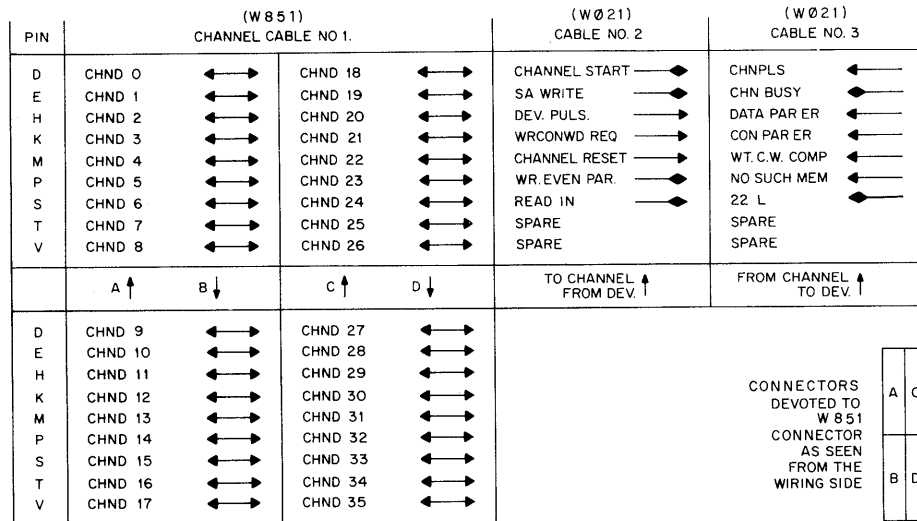 (W851) (WØ21) (WØ21)
PIN CHANNEL CABLE NO 1. CABLE NO. 2 CABLE NO. 3
D CHND 0 CHND 18 CHANNEL START CHNPLS
E CHND 1 CHND 19 SA WRITE CHN BUSY
H CHND 2 CHND 20 DEV. PULS. DATA PAR ER
K CHND 3 CHND 21 WRCONWD REQ CON PAR ER
M CHND 4 CHND 22 CHANNEL RESET WT. C.W. COMP
P CHND 5 CHND 23 WR. EVEN PAR. NO SUCH MEM
S CHND 6 CHND 24 READ IN 22 L
T CHND 7 CHND 25 SPARE SPARE
V CHND 8 CHND 26 SPARE SPARE
A B C D TO CHANNEL FROM CHANNEL
FROM DEV. TO DEV.
D CHND 9 CHND 27
E CHND 10 CHND 28
H CHND 11 CHND 29
K CHND 12 CHND 30
M CHND 13 CHND 31
P CHND 14 CHND 32
S CHND 15 CHND 33
T CHND 16 CHND 34
V CHND 17 CHND 35
CONNECTORS
DEVOTED TO
W 851
CONNECTOR
AS SEEN
FROM THE
WIRING SIDE
A C
B D